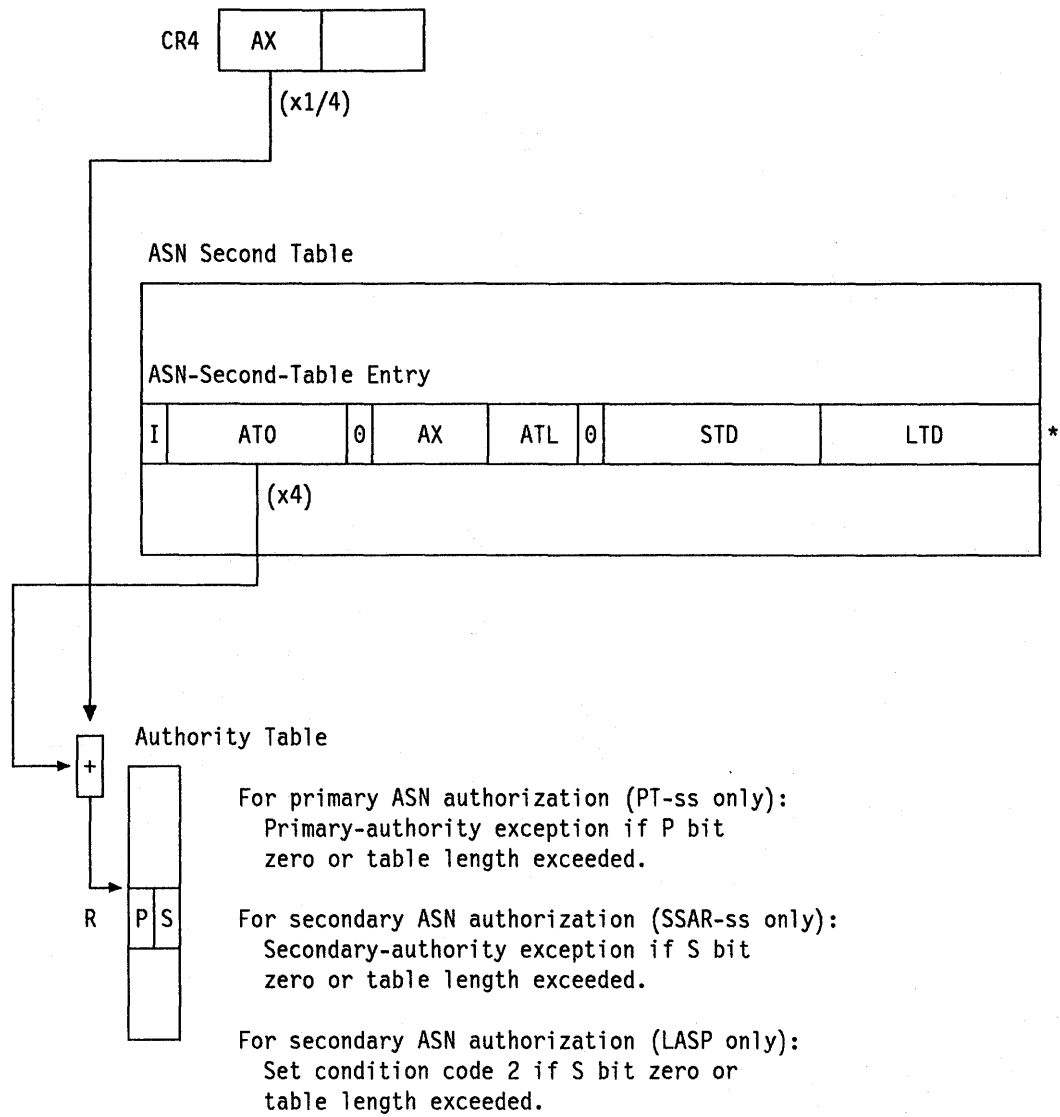 CR4 AX
(x1/4)
ASN Second Table
ASN-Second-Table Entry
I ATO 0 AX ATL 0 STD LTD *
(x4)
Authority Table
+
For primary ASN authorization (PT-ss only):
Primary-authority exception if P bit
zero or table length exceeded.
R P S
For secondary ASN authorization (SSAR-ss only):
Secondary-authority exception if S bit
zero or table length exceeded.
For secondary ASN authorization (LASP only):
Set condition code 2 if S bit zero or
table length exceeded.